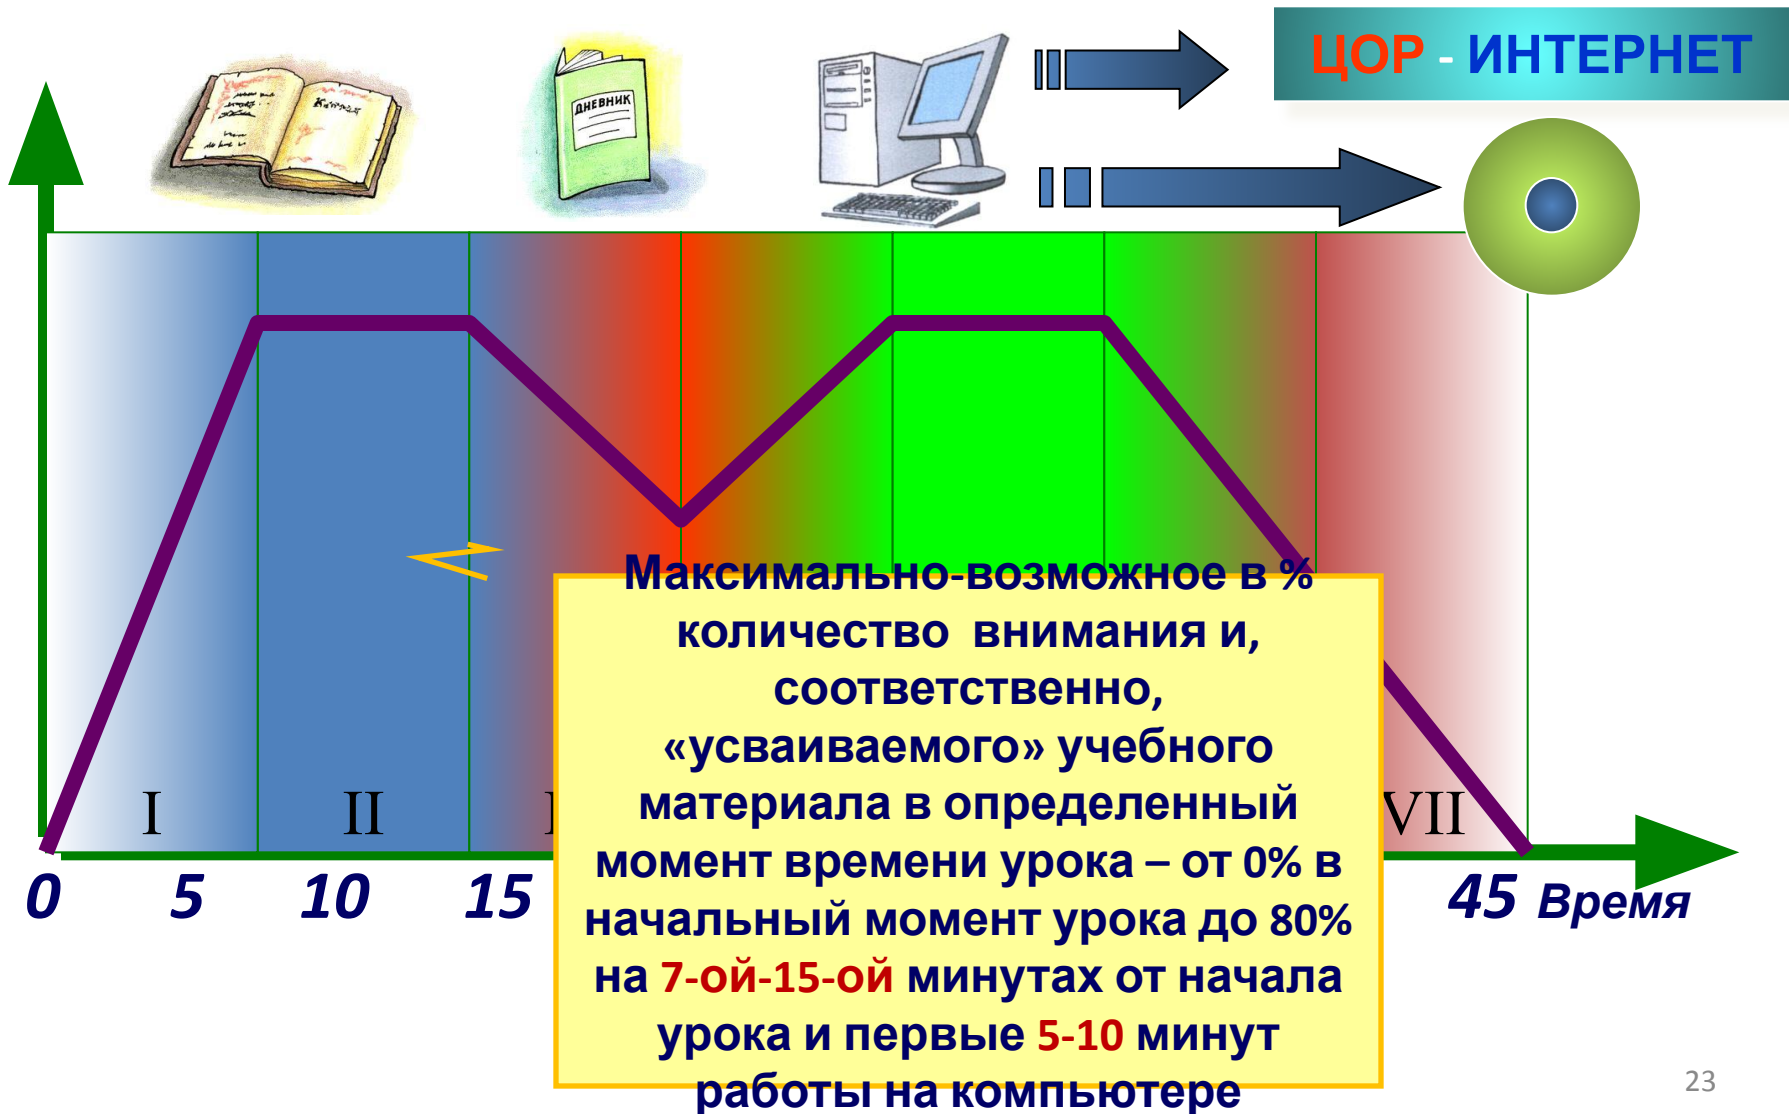 ЦОР - ИНТЕРНЕТ
ДНЕВНИК
Максимально-возможное в %
количество внимания и,
соответственно,
«усваиваемого» учебного
материала в определенный
момент времени урока – от 0% в
начальный момент урока до 80%
на 7-ой-15-ой минутах от начала
урока и первые 5-10 минут
работы на компьютере
I II VII
0 5 10 15 45 Время
23